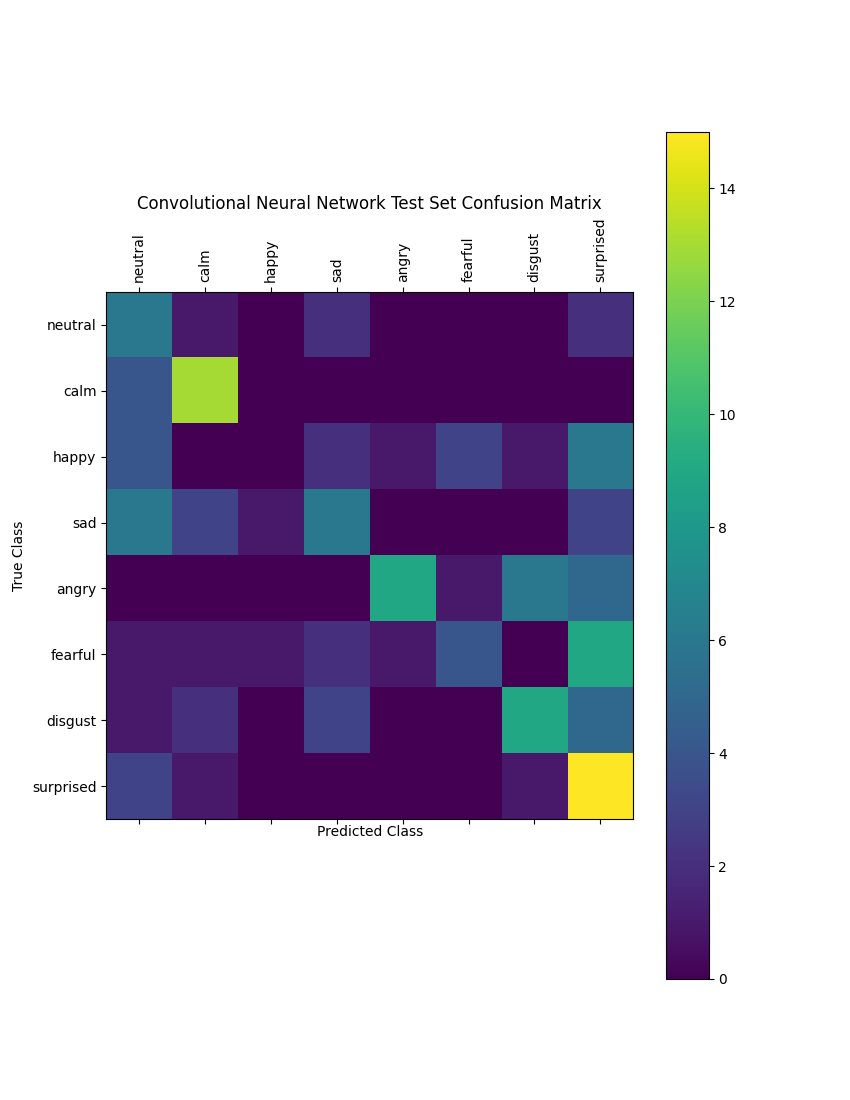 Convolutional Neural Network Test Set Confusion Matrix
neutral
calm
happy
sad
angry
fearful
disgust
surprised
True Class
neutral
calm
happy
sad
angry
fearful
disgust
surprised
Predicted Class
14
12
10
8
6
4
2
0